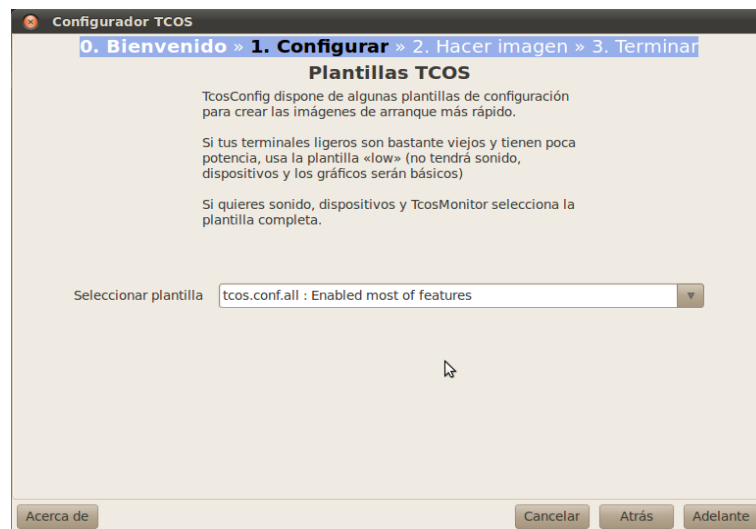 Configurador TCOS
0. Bienvenido » 1. Configurar » 2. Hacer imagen » 3. Terminar
Plantillas TCOS
TcosConfig dispone de algunas plantillas de configuración
para crear las imágenes de arranque más rápido.
Si tus terminales ligeros son bastante viejos y tienen poca
potencia, usa la plantilla «low» (no tendrá sonido,
dispositivos y los gráficos serán básicos)
Si quieres sonido, dispositivos y TcosMonitor selecciona la
plantilla completa.
Seleccionar plantilla tcos.conf.all : Enabled most of features
Acerca de Cancelar Atrás Adelante